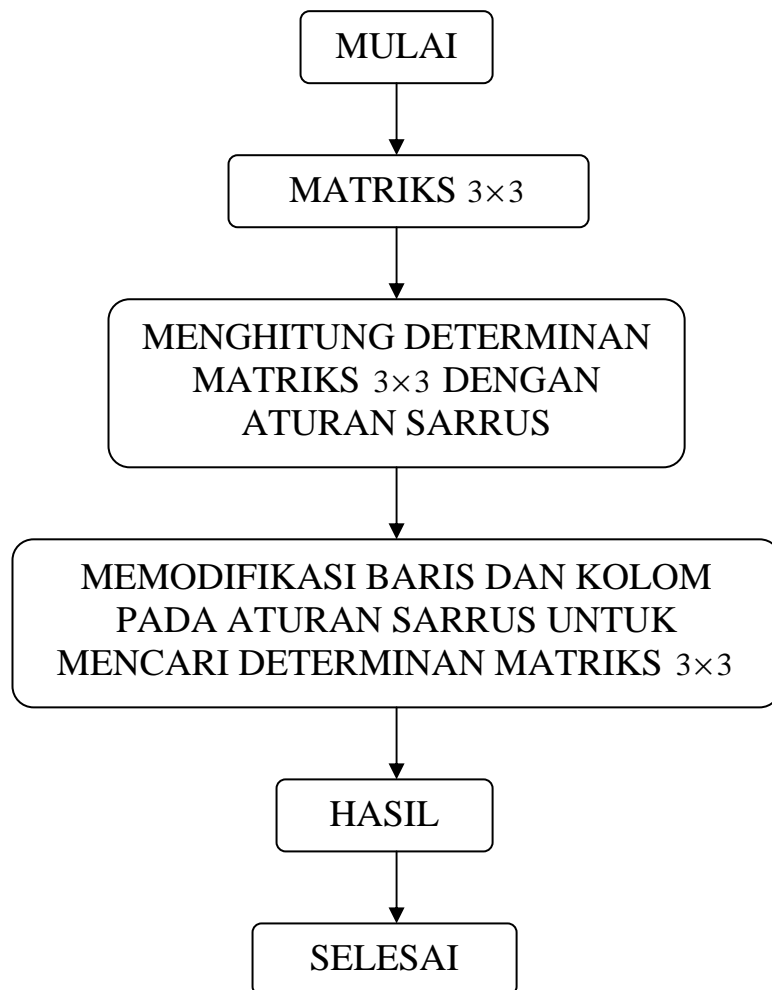 MULAI
MATRIKS 3×3
MENGHITUNG DETERMINAN
MATRIKS 3×3 DENGAN
ATURAN SARRUS
MEMODIFIKASI BARIS DAN KOLOM
PADA ATURAN SARRUS UNTUK
MENCARI DETERMINAN MATRIKS 3×3
HASIL
SELESAI